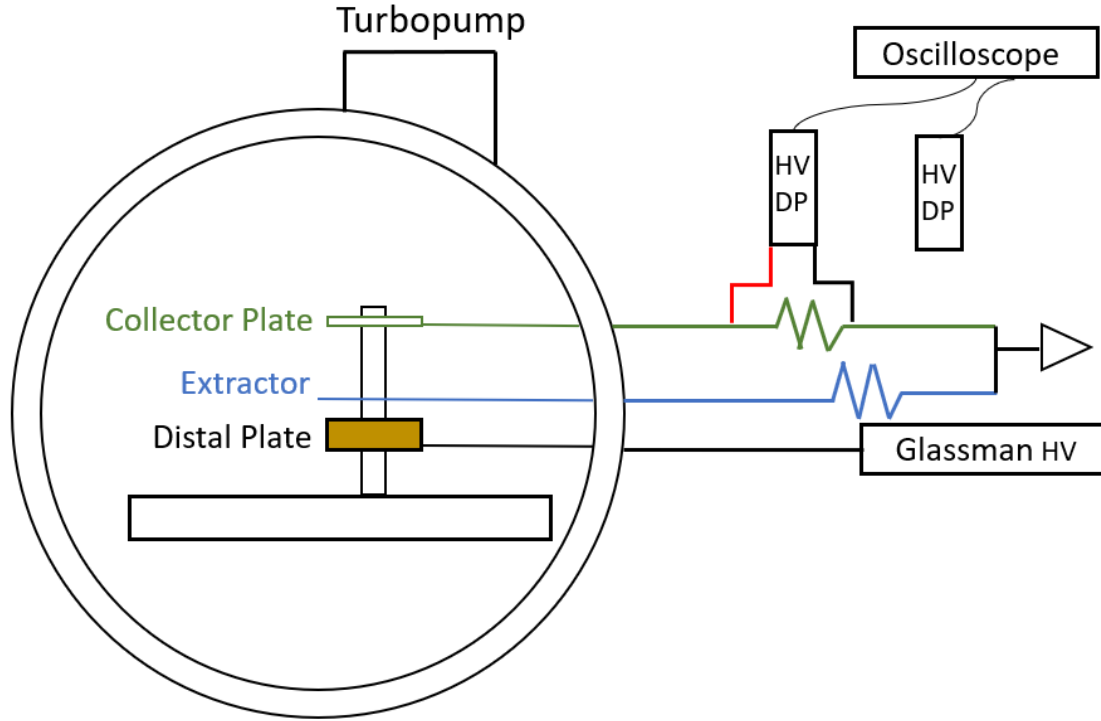 Turbopump
Oscilloscope
HV
DP
HV
DP
Collector Plate
Extractor
Distal Plate
Glassman HV